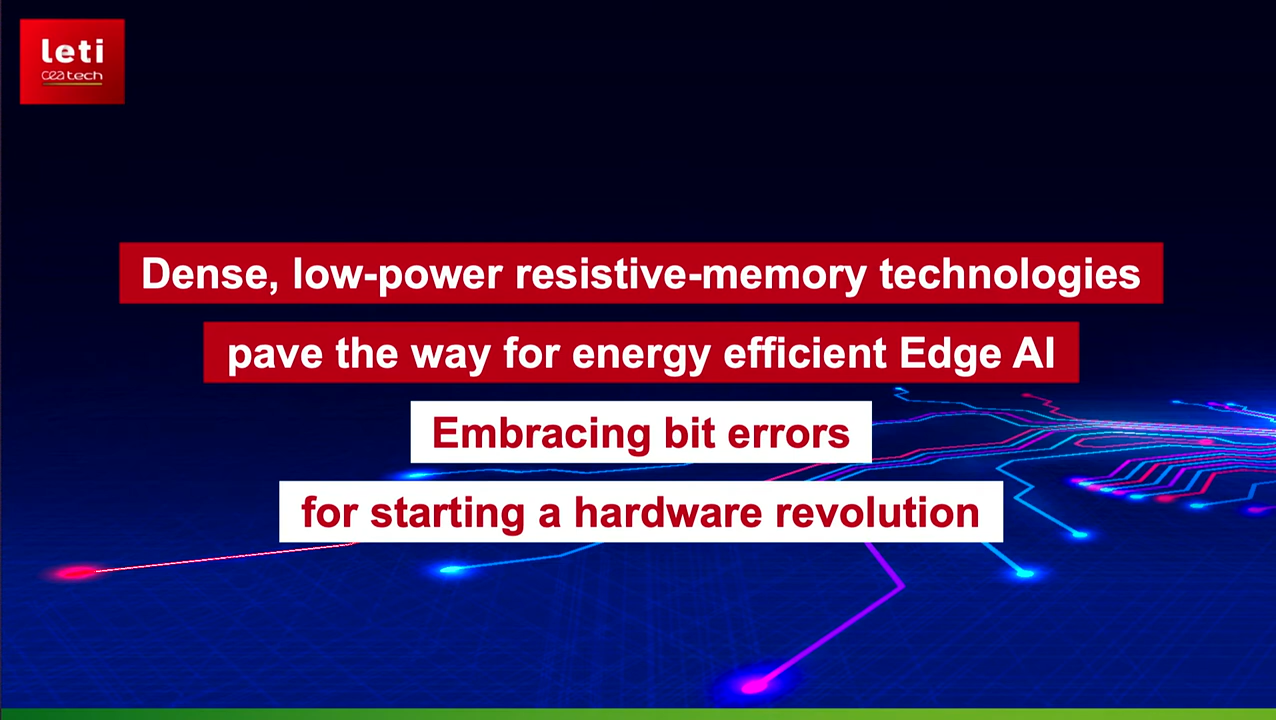 leti
cea tech
Dense, low-power resistive-memory technologies
pave the way for energy efficient Edge AI
Embracing bit errors
for starting a hardware revolution